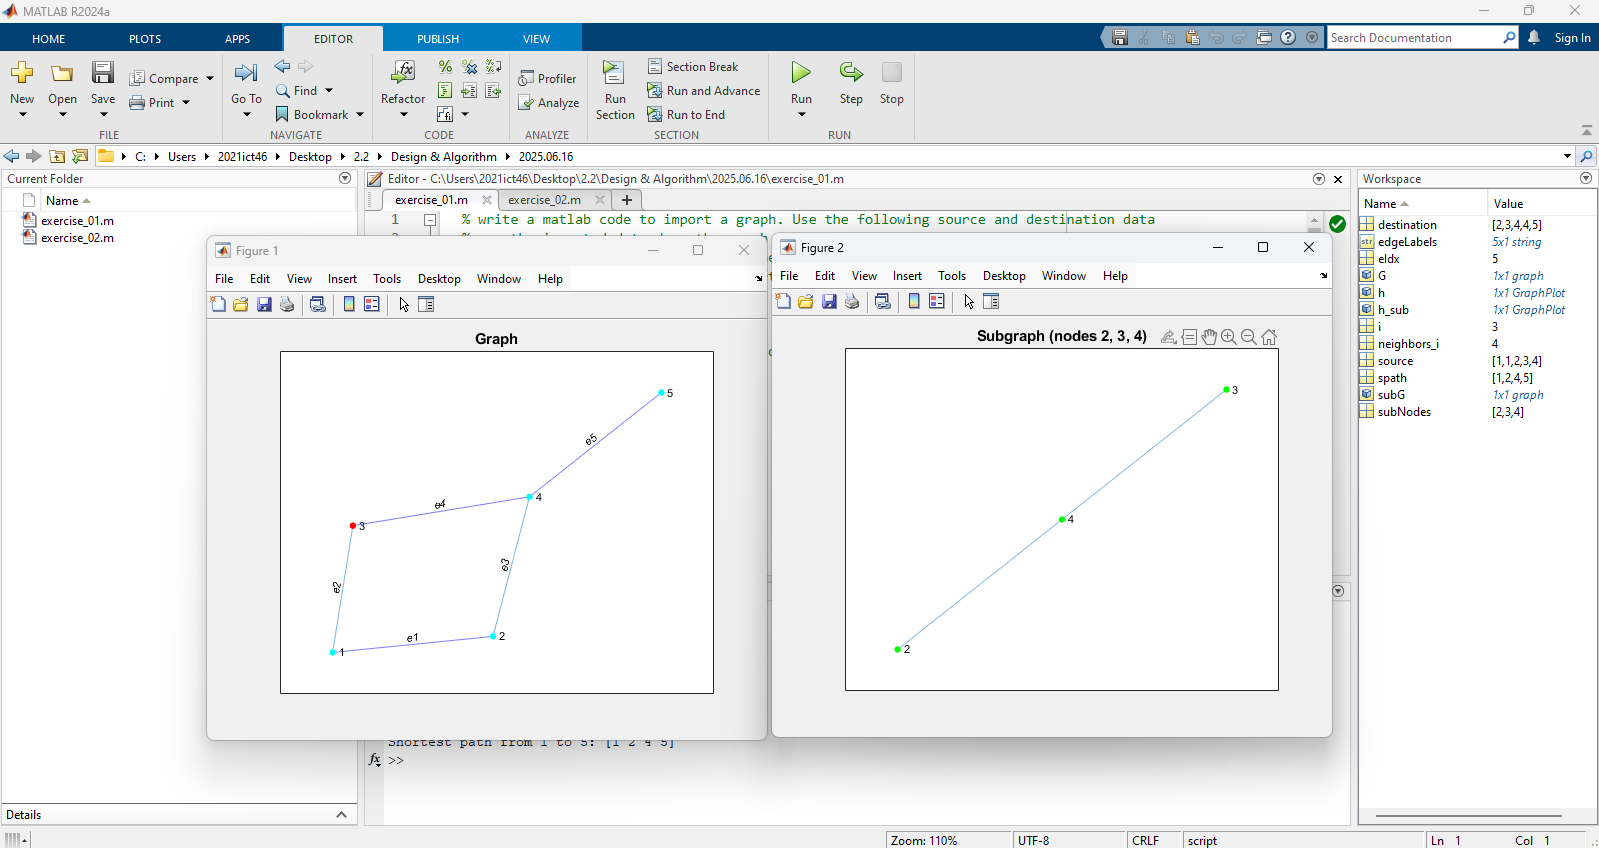 MATLAB R2024a
HOME PLOTS APPS EDITOR PUBLISH VIEW
Search Documentation
Sign In
New Open Save Compare Print
Go To Find Bookmark
Refactor
Profiler
Analyze
Run Section
Section Break
Run and Advance
Run to End
Run Step Stop
FILE NAVIGATE CODE ANALYZE SECTION RUN
C: Users 2021ict46 Desktop 2.2 Design & Algorithm 2025.06.16
Current Folder
Name
exercise_01.m
exercise_02.m
Details
Editor - C:\Users\2021ict46\Desktop\2.2\Design & Algorithm\2025.06.16\exercise_01.m
exercise_01.m exercise_02.m
1 % write a matlab code to import a graph. Use the following source and destination data
Figure 1
File Edit View Insert Tools Desktop Window Help
Graph
5
e5
4
e4
3
e3
e2
2
e1
1
Figure 2
File Edit View Insert Tools Desktop Window Help
Subgraph (nodes 2, 3, 4)
3
4
2
Shortest path from 1 to 5: [1 2 4 5]
fx >>
Workspace
Name Value
destination [2,3,4,4,5]
edgeLabels 5x1 string
eIdx 5
G 1x1 graph
h 1x1 GraphPlot
h_sub 1x1 GraphPlot
i 3
neighbors_i 4
source [1,1,2,3,4]
spath [1,2,4,5]
subG 1x1 graph
subNodes [2,3,4]
Zoom: 110% UTF-8 CRLF script Ln 1 Col 1